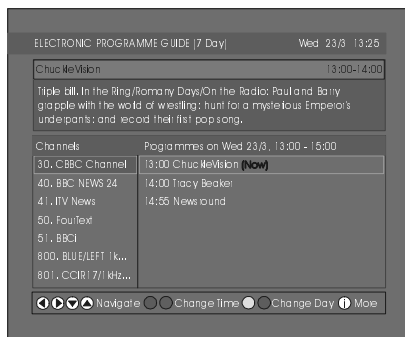 ELECTRONIC PROGRAMME GUIDE |7 Day| Wed 23/3 13:25
ChuckleVision 13:00-14:00
Triple bill. In the Ring/Romany Days/On the Radio: Paul and Barry
grapple with the world of wrestling: hunt for a mysterious Emperor's
underpants: and record their fist pop song.
Channels Programmes on Wed 23/3, 13:00 - 15:00
30. CBBC Channel 13:00 ChuckleVision (Now)
40. BBC NEWS 24 14:00 Tracy Beaker
41. ITV News 14:55 Newsround
50. FourText
51. BBCi
800. BLUE/LEFT 1k...
801. CCIR17/1kHz...
Navigate Change Time Change Day i More